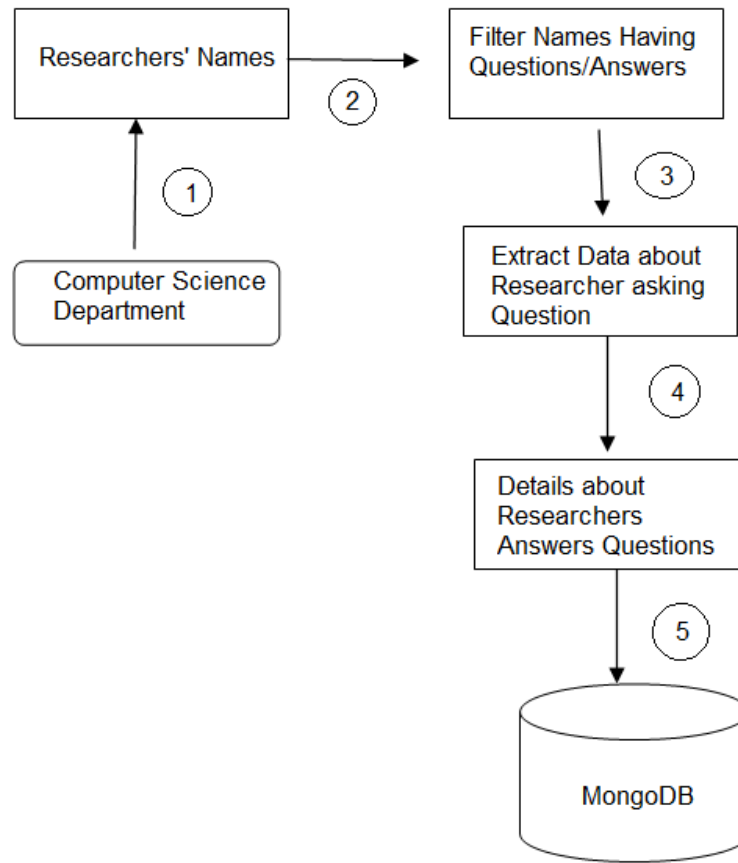 Researchers' Names
Filter Names Having
Questions/Answers
2
1
3
Computer Science
Department
Extract Data about
Researcher asking
Question
4
Details about
Researchers
Answers Questions
5
MongoDB